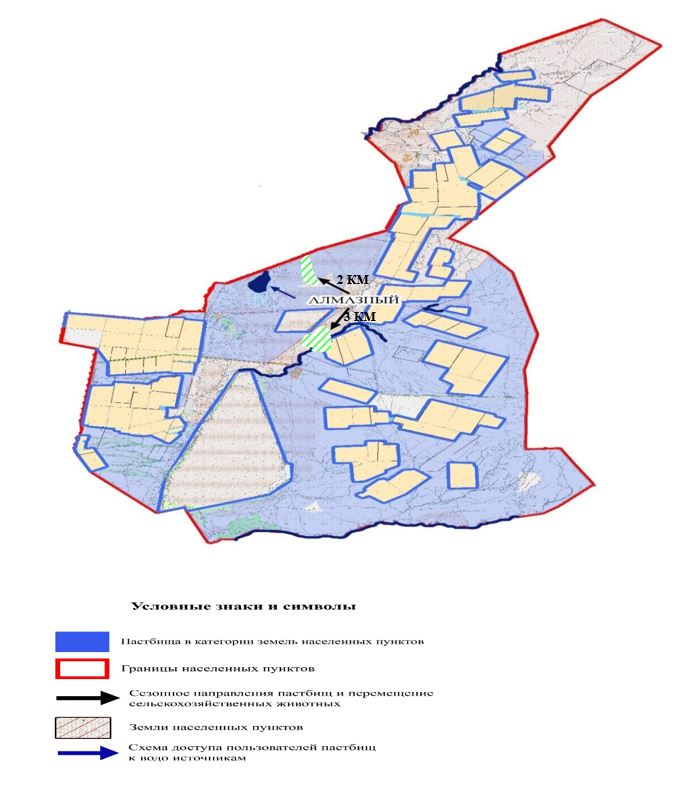 2 КМ
АЛМАЗНЫЙ
3 КМ
Условные знаки и символы
Пастбища в категории земель населенных пунктов
Границы населенных пунктов
Сезонное направления пастбищ и перемещение
сельскохозяйственных животных
Земли населенных пунктов
Схема доступа пользователей пастбищ
к водо источникам